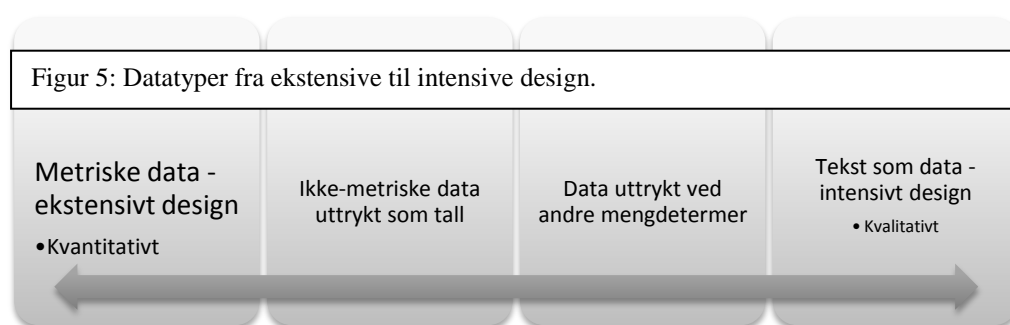 Figur 5: Datatyper fra ekstensive til intensive design.
Metriske data -
ekstensivt design
•Kvantitativt
Ikke-metriske data
uttrykt som tall
Data uttrykt ved
andre mengdetermer
Tekst som data -
intensivt design
• Kvalitativt